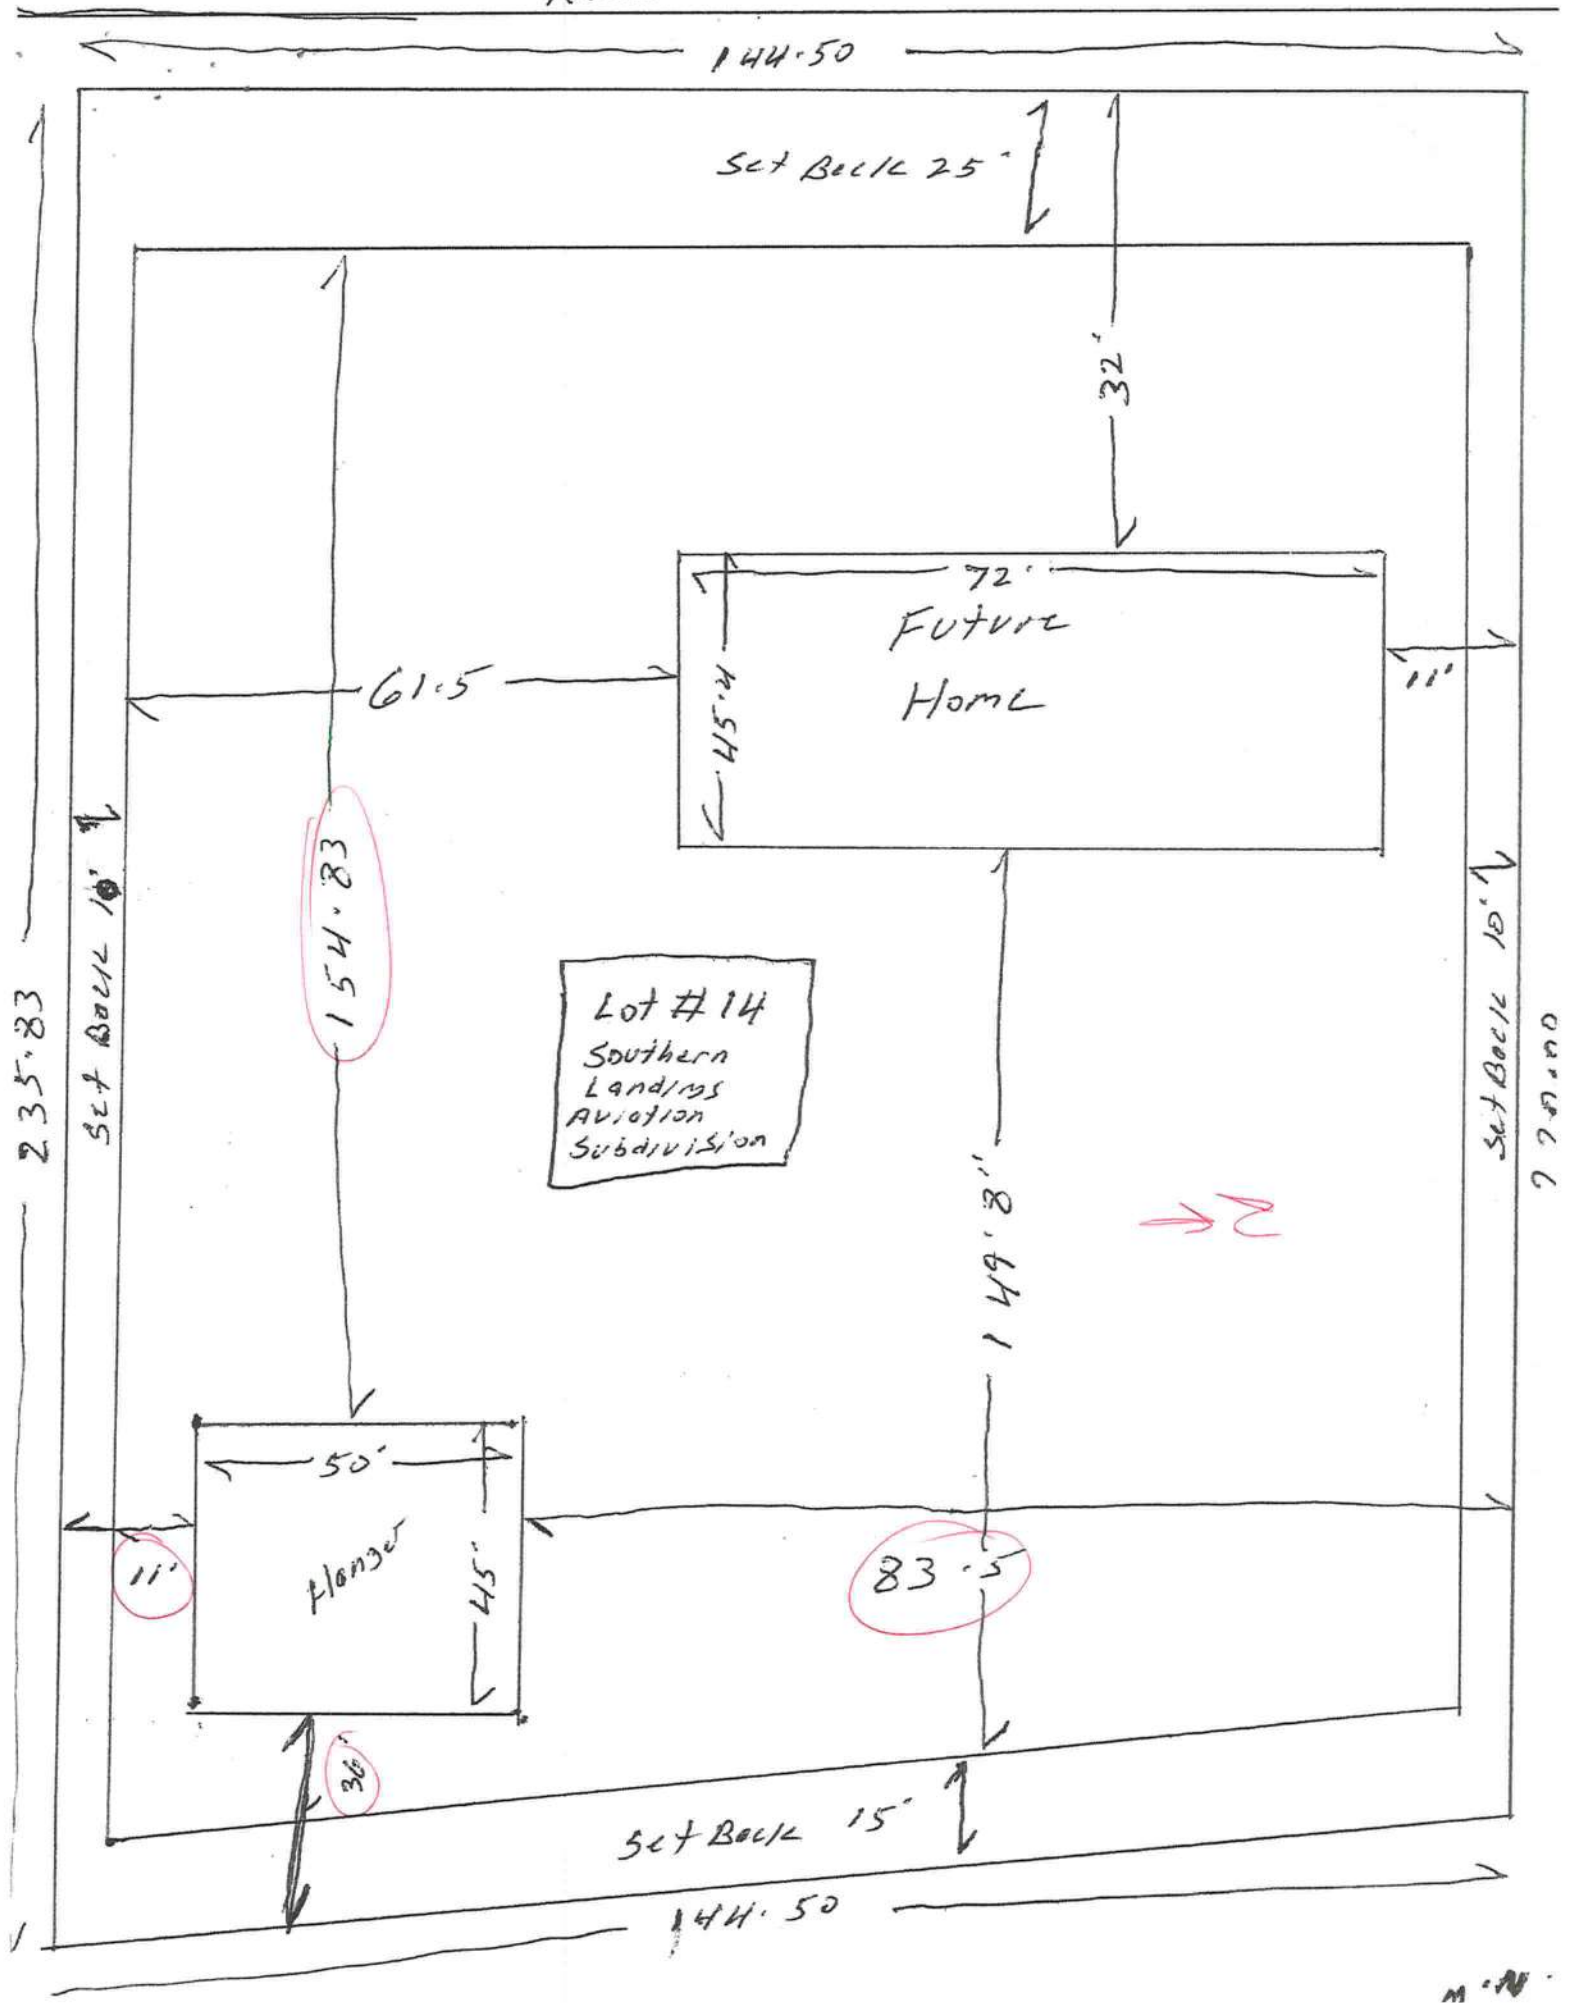 144.50
Set Back 25'
32'
72'
Future
Home
45.4
11'
61.5
154.83
235.83
Set Back 10'
Set Back 10'
Lot # 14
Southern
Landings
Aviation
Subdivision
149'8"
N
50'
Hanger
45'
11'
83.5
36'
Set Back 15'
144.50